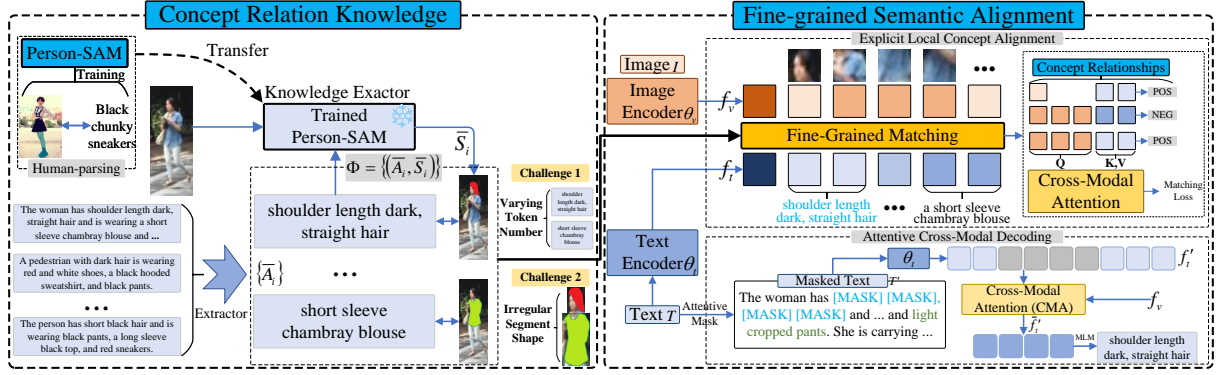 Concept Relation Knowledge
Person-SAM
Training
Black
chunky
sneakers
Human-parsing
Transfer
Knowledge Exactor
Trained
Person-SAM
S̅ᵢ
Φ = {(A̅ᵢ, S̅ᵢ)}
The woman has shoulder length dark,
straight hair and is wearing a short
sleeve chambray blouse and ...
A pedestrian with dark hair is wearing
red and white shoes, a black hooded
sweatshirt, and black pants.
•••
The person has short black hair and is
wearing black pants, a long sleeve
black top, and red sneakers.
Extractor
{A̅ᵢ}
shoulder length dark,
straight hair
•••
short sleeve
chambray blouse
Challenge 1
Varying
Token
Number
shoulder
length dark,
straight hair
short sleeve
chambray
blouse
Challenge 2
Irregular
Segment
Shape
Fine-grained Semantic Alignment
Explicit Local Concept Alignment
Image I
Image
Encoder θᵥ
fᵥ
•••
Fine-Grained Matching
fₜ
shoulder length
dark, straight hair
•••
a short sleeve
chambray blouse
Concept Relationships
POS
NEG
POS
Q
K,V
Cross-Modal
Attention
Matching
Loss
Attentive Cross-Modal Decoding
Text
Encoder θₜ
Text T
Attentive
Mask
Masked Text T'
θₜ
fₜ'
The woman has [MASK] [MASK],
[MASK] [MASK] and ... and - light
cropped pants. She is carrying ...
Cross-Modal
Attention (CMA)
fᵥ
f̄ₜ'
MLM
shoulder length
dark, straight hair